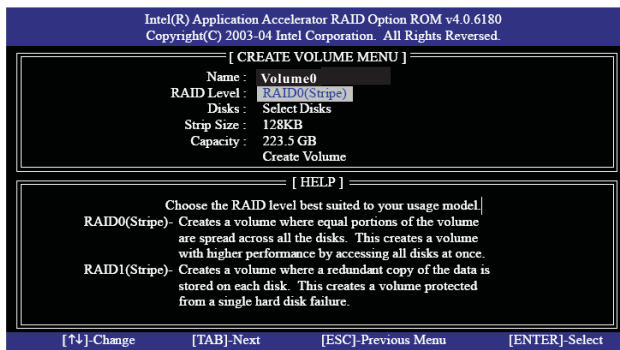 Intel(R) Application Accelerator RAID Option ROM v4.0.6180
Copyright(C) 2003-04 Intel Corporation. All Rights Reversed.
[ CREATE VOLUME MENU ]
Name : Volume0
RAID Level : RAID0(Stripe)
Disks : Select Disks
Strip Size : 128KB
Capacity : 223.5 GB
Create Volume
[ HELP ]
Choose the RAID level best suited to your usage model.
RAID0(Stripe)- Creates a volume where equal portions of the volume
are spread across all the disks. This creates a volume
with higher performance by accessing all disks at once.
RAID1(Stripe)- Creates a volume where a redundant copy of the data is
stored on each disk. This creates a volume protected
from a single hard disk failure.
[↑↓]-Change [TAB]-Next [ESC]-Previous Menu [ENTER]-Select